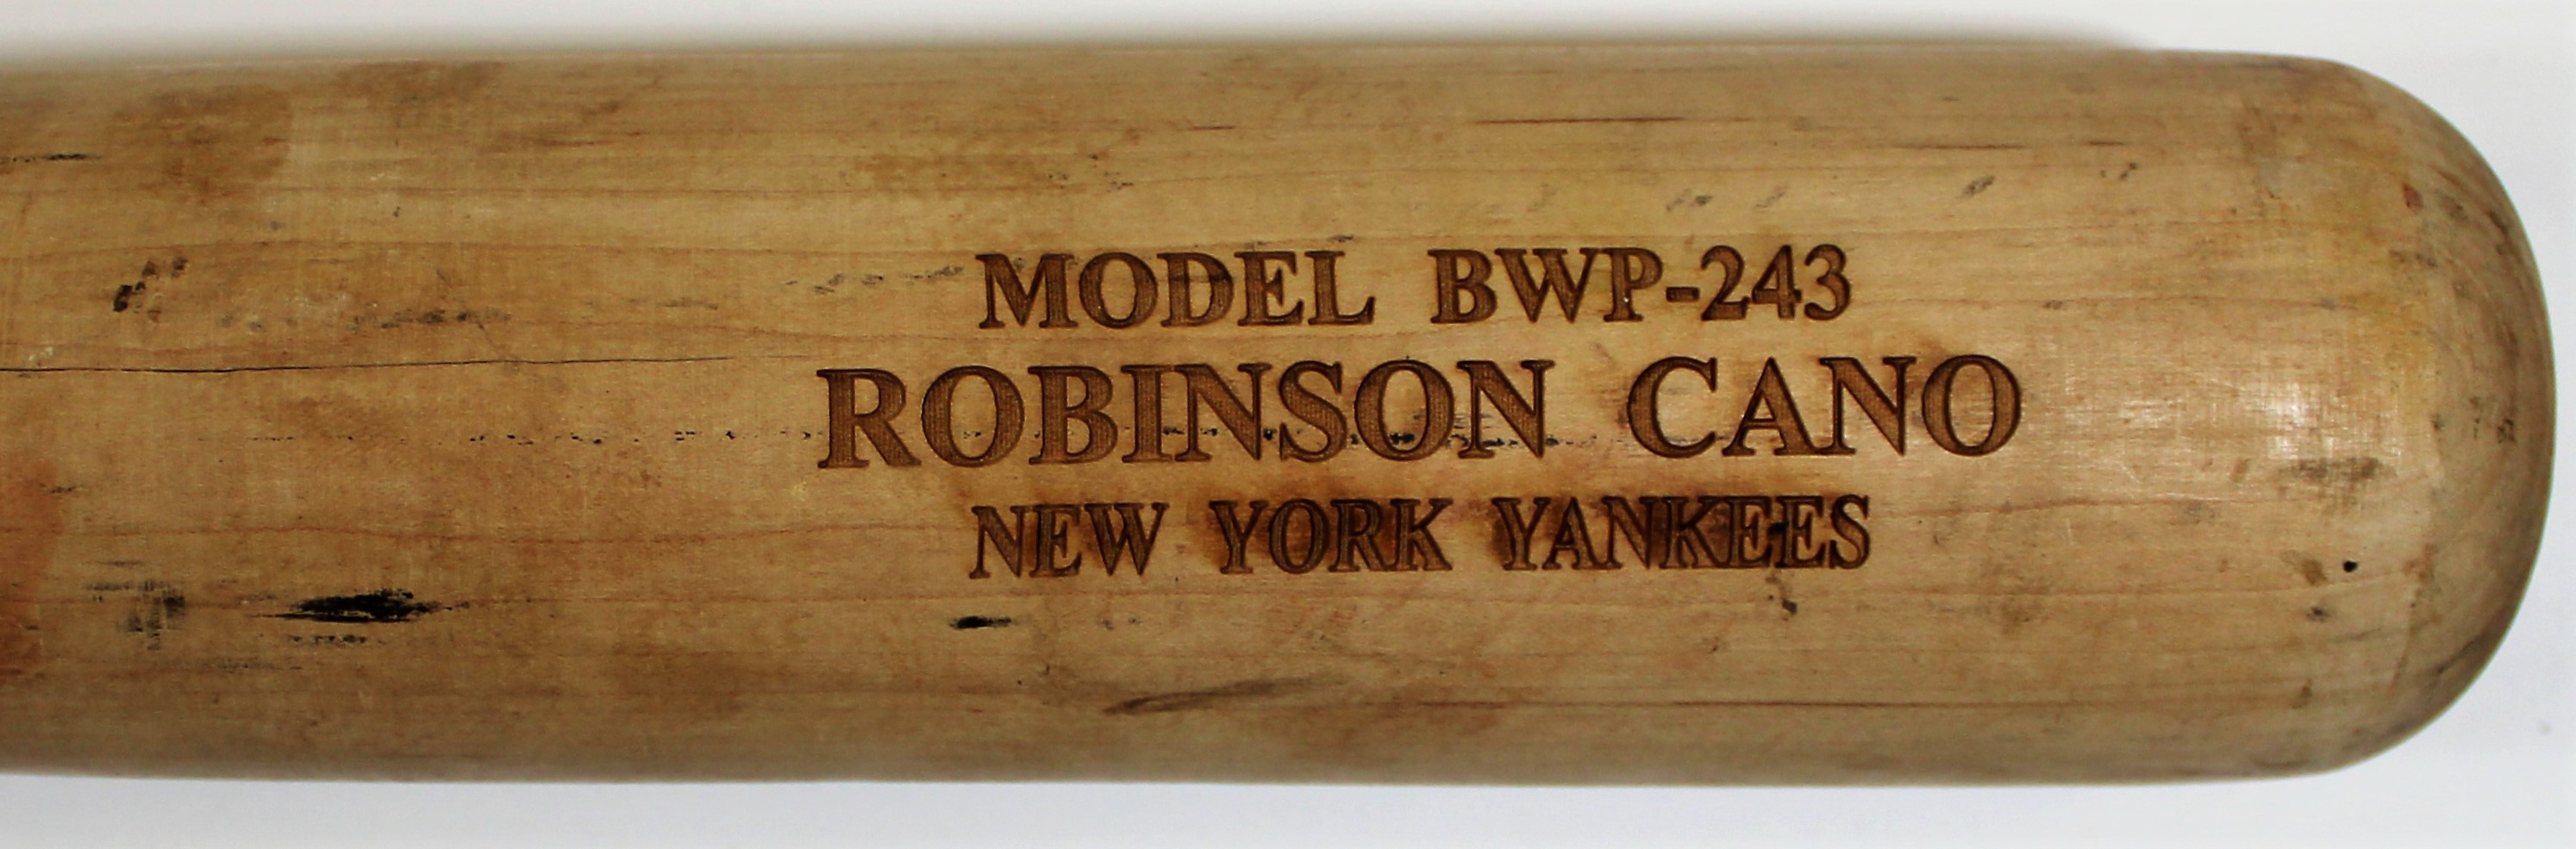 MODEL BWP-243
ROBINSON CANO
NEW YORK YANKEES